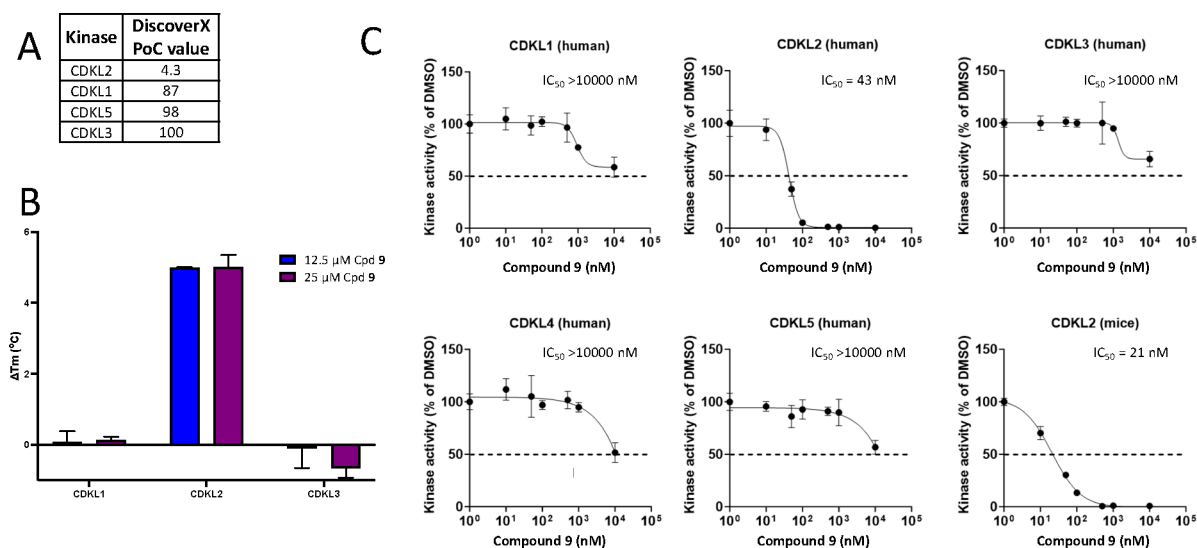 A
Kinase DiscoverX PoC value
CDKL2 4.3
CDKL1 87
CDKL5 98
CDKL3 100
B
6
4
2
0
ΔTm (°C)
12.5 µM Cpd 9
25 µM Cpd 9
CDKL1 CDKL2 CDKL3
C
CDKL1 (human)
IC50 >10000 nM
Kinase activity (% of DMSO)
150
100
50
0
10^0 10^1 10^2 10^3 10^4 10^5
Compound 9 (nM)
CDKL2 (human)
IC50 = 43 nM
Kinase activity (% of DMSO)
150
100
50
0
10^0 10^1 10^2 10^3 10^4 10^5
Compound 9 (nM)
CDKL3 (human)
IC50 >10000 nM
Kinase activity (% of DMSO)
150
100
50
0
10^0 10^1 10^2 10^3 10^4 10^5
Compound 9 (nM)
CDKL4 (human)
IC50 >10000 nM
Kinase activity (% of DMSO)
150
100
50
0
10^0 10^1 10^2 10^3 10^4 10^5
Compound 9 (nM)
CDKL5 (human)
IC50 >10000 nM
Kinase activity (% of DMSO)
150
100
50
0
10^0 10^1 10^2 10^3 10^4 10^5
Compound 9 (nM)
CDKL2 (mice)
IC50 = 21 nM
Kinase activity (% of DMSO)
150
100
50
0
10^0 10^1 10^2 10^3 10^4 10^5
Compound 9 (nM)